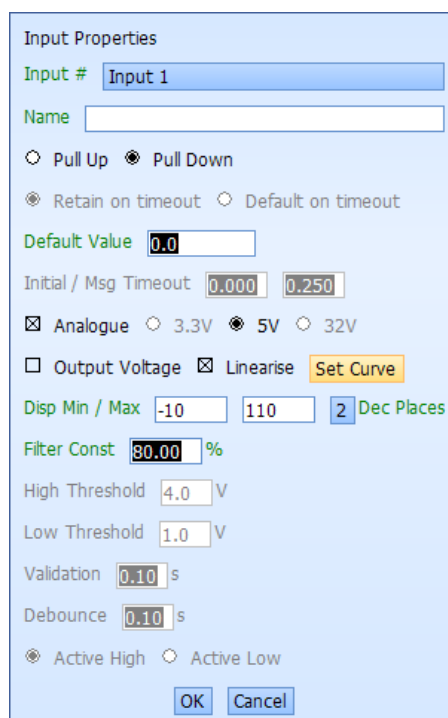 Input Properties
Input # Input 1
Name
Pull Up Pull Down
Retain on timeout Default on timeout
Default Value 0.0
Initial / Msg Timeout 0.000 0.250
Analogue 3.3V 5V 32V
Output Voltage Linearise Set Curve
Disp Min / Max -10 110 2 Dec Places
Filter Const 80.00 %
High Threshold 4.0 V
Low Threshold 1.0 V
Validation 0.10 s
Debounce 0.10 s
Active High Active Low
OK Cancel